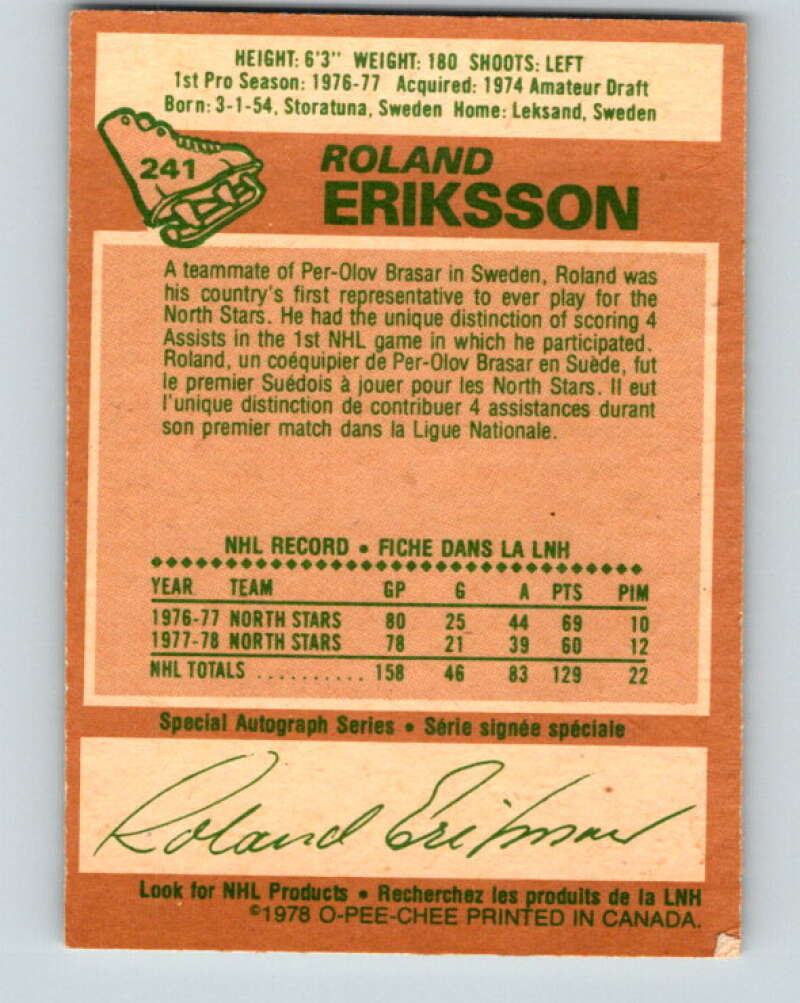 HEIGHT: 6'3" WEIGHT: 180 SHOOTS: LEFT
1st Pro Season: 1976-77 Acquired: 1974 Amateur Draft
Born: 3-1-54, Storatuna, Sweden Home: Leksand, Sweden
241
ROLAND
ERIKSSON
A teammate of Per-Olov Brasar in Sweden, Roland was
his country's first representative to ever play for the
North Stars. He had the unique distinction of scoring 4
Assists in the 1st NHL game in which he participated.
Roland, un coéquipier de Per-Olov Brasar en Suède, fut
le premier Suédois à jouer pour les North Stars. Il eut
l'unique distinction de contribuer 4 assistances durant
son premier match dans la Ligue Nationale.
NHL RECORD • FICHE DANS LA LNH
YEAR TEAM GP G A PTS PIM
1976-77 NORTH STARS 80 25 44 69 10
1977-78 NORTH STARS 78 21 39 60 12
NHL TOTALS .......... 158 46 83 129 22
Special Autograph Series • Série signée spéciale
Roland Eriksson
Look for NHL Products • Recherchez les produits de la LNH
©1978 O-PEE-CHEE PRINTED IN CANADA.